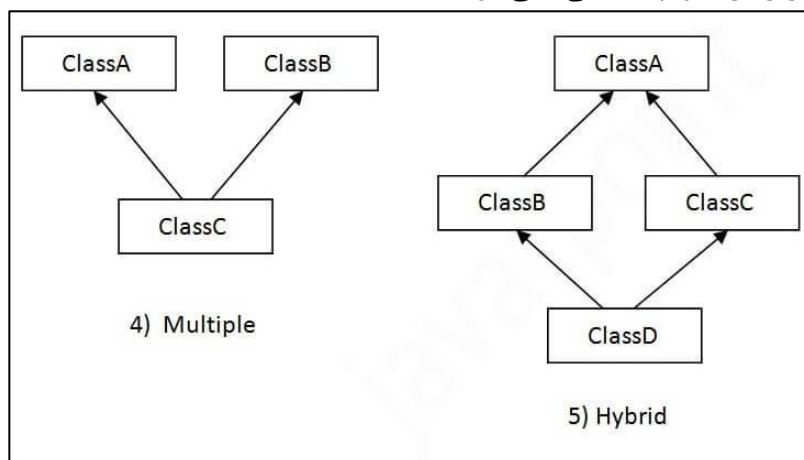 ClassA
ClassB
ClassC
4) Multiple
ClassA
ClassB
ClassC
ClassD
5) Hybrid